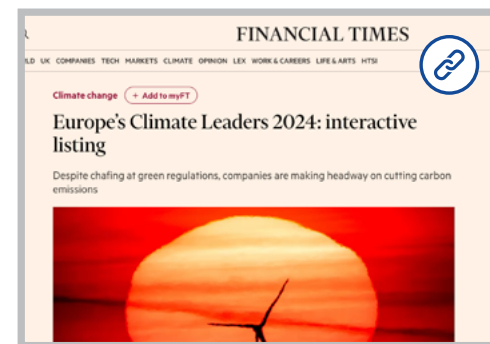 FINANCIAL TIMES
UK COMPANIES TECH MARKETS CLIMATE OPINION LEX WORK & CAREERS LIFE & ARTS HTSI
Climate change + Add to myFT
Europe's Climate Leaders 2024: interactive
listing
Despite chafing at green regulations, companies are making headway on cutting carbon
emissions